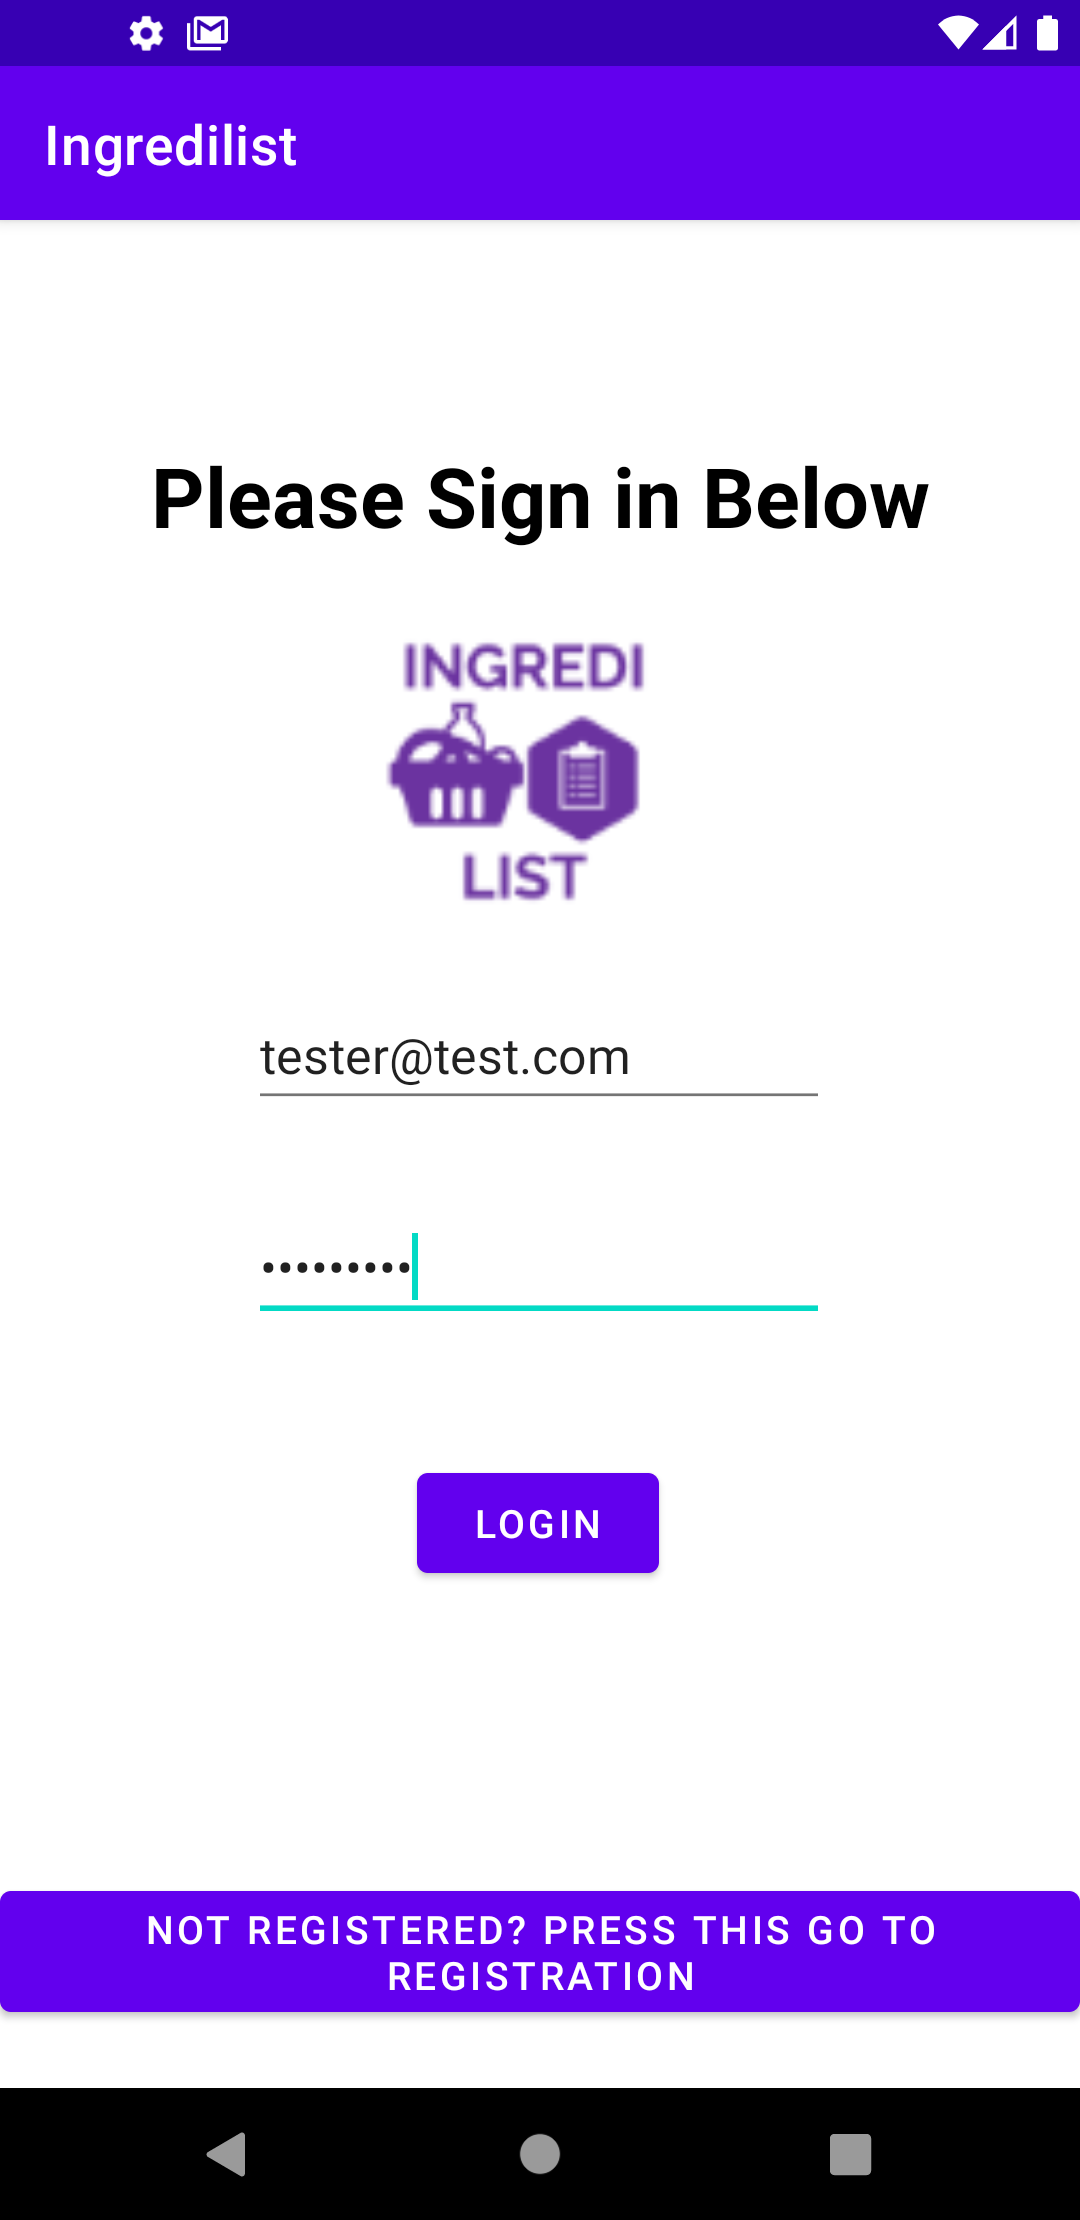 Ingredilist
Please Sign in Below
INGREDI
LIST
tester@test.com
•••••••••
LOGIN
NOT REGISTERED? PRESS THIS GO TO
REGISTRATION